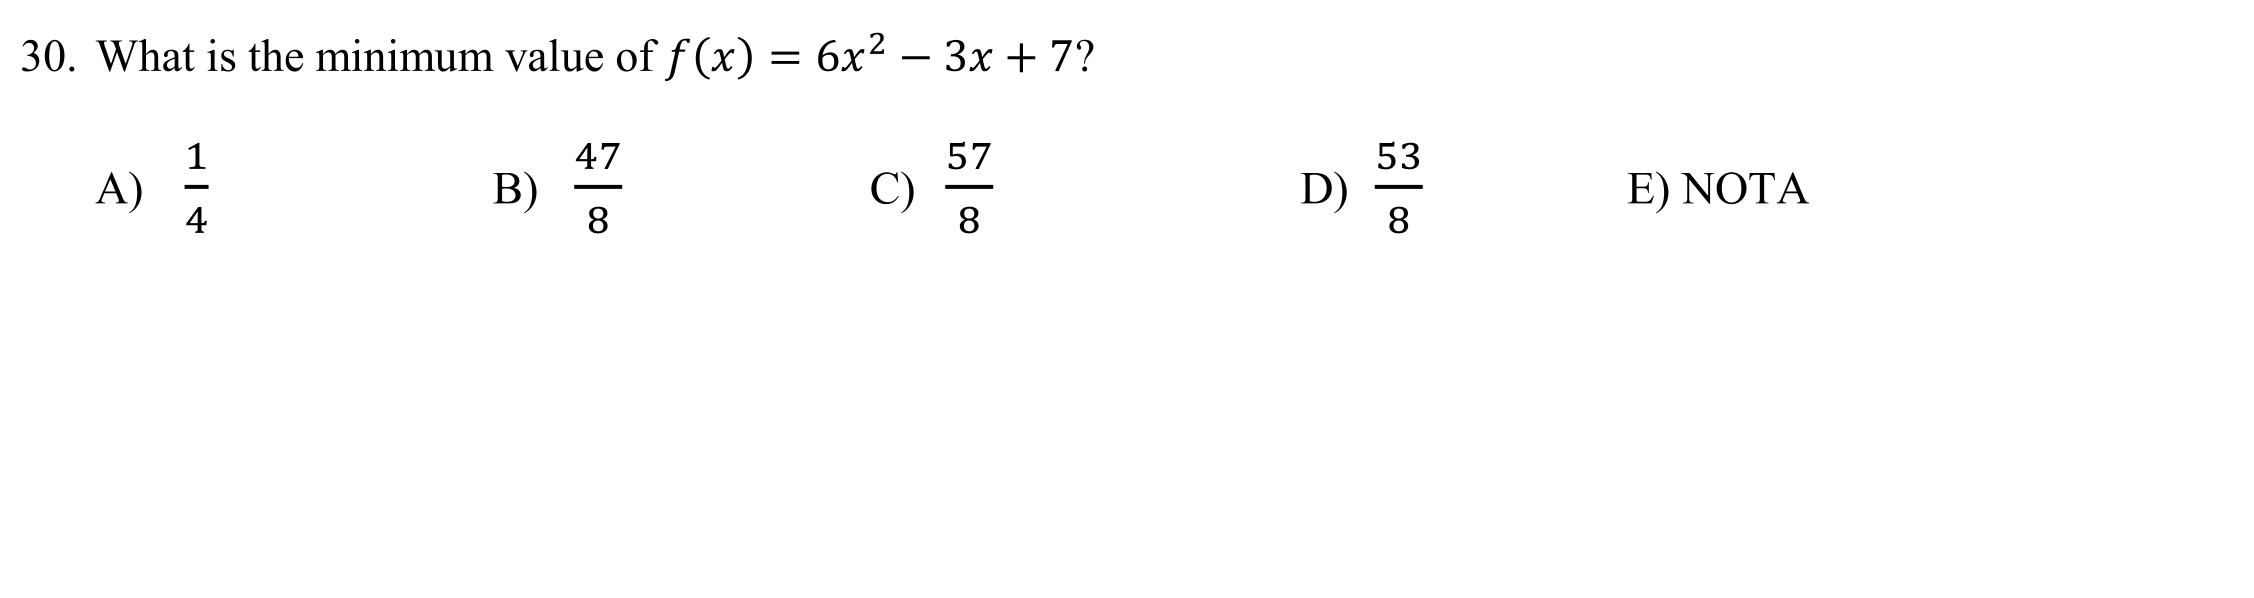 30. What is the minimum value of f(x) = 6x² − 3x + 7?
A) 1/4 B) 47/8 C) 57/8 D) 53/8 E) NOTA